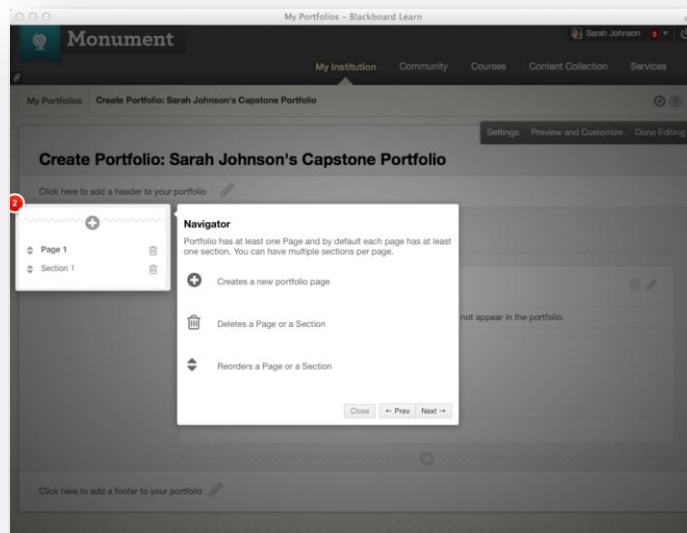 My Portfolios – Blackboard Learn
Monument
Sarah Johnson
My Institution
Community
Courses
Content Collection
Services
My Portfolios
Create Portfolio: Sarah Johnson's Capstone Portfolio
Settings
Preview and Customize
Done Editing
Create Portfolio: Sarah Johnson's Capstone Portfolio
Click here to add a header to your portfolio
2
Page 1
Section 1
Navigator
Portfolio has at least one Page and by default each page has at least
one section. You can have multiple sections per page.
Creates a new portfolio page
Deletes a Page or a Section
Reorders a Page or a Section
not appear in the portfolio.
Close
← Prev
Next →
Click here to add a footer to your portfolio